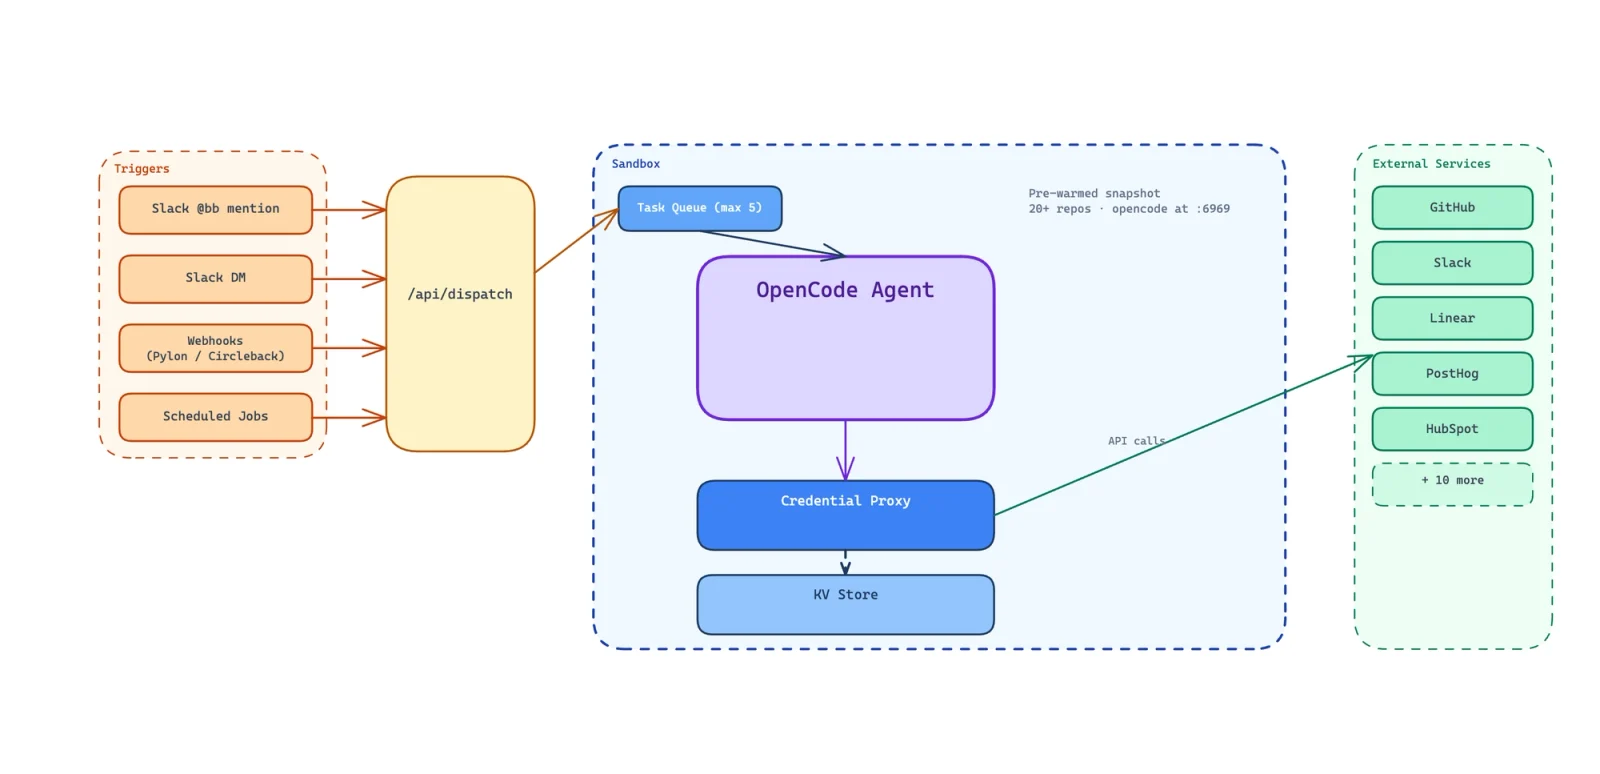 Triggers
Slack @bb mention
Slack DM
Webhooks
(Pylon / Circleback)
Scheduled Jobs
/api/dispatch
Sandbox
Task Queue (max 5)
Pre-warmed snapshot
20+ repos · opencode at :6969
OpenCode Agent
API calls
Credential Proxy
KV Store
External Services
GitHub
Slack
Linear
PostHog
HubSpot
+ 10 more